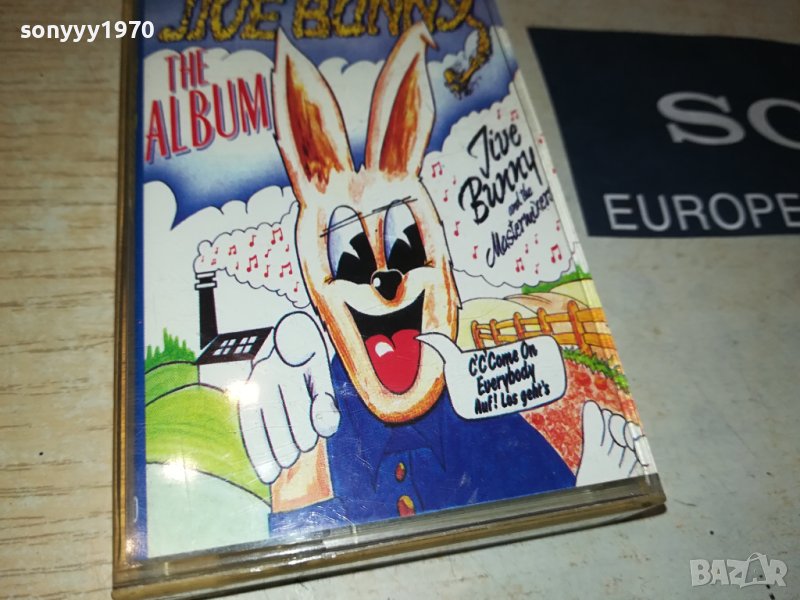 sonyyy1970
JIVE BUNNY
THE
ALBUM
Jive
Bunny
and the
Mastermixers
C'C'Come On
Everybody
Auf! Los geht's
SO
EUROPE
BAZAR